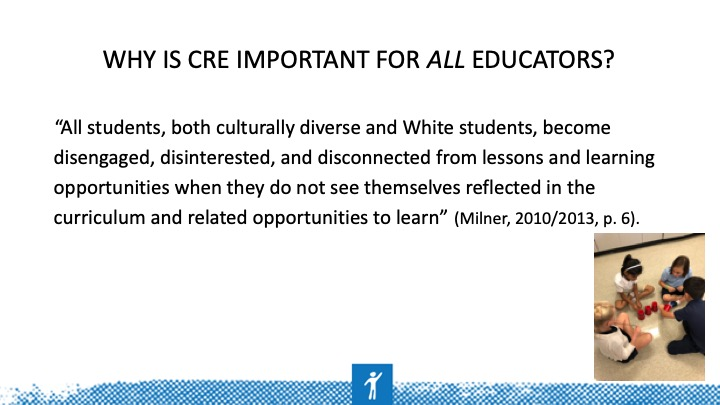 WHY IS CRE IMPORTANT FOR ALL EDUCATORS?
“All students, both culturally diverse and White students, become
disengaged, disinterested, and disconnected from lessons and learning
opportunities when they do not see themselves reflected in the
curriculum and related opportunities to learn” (Milner, 2010/2013, p. 6).